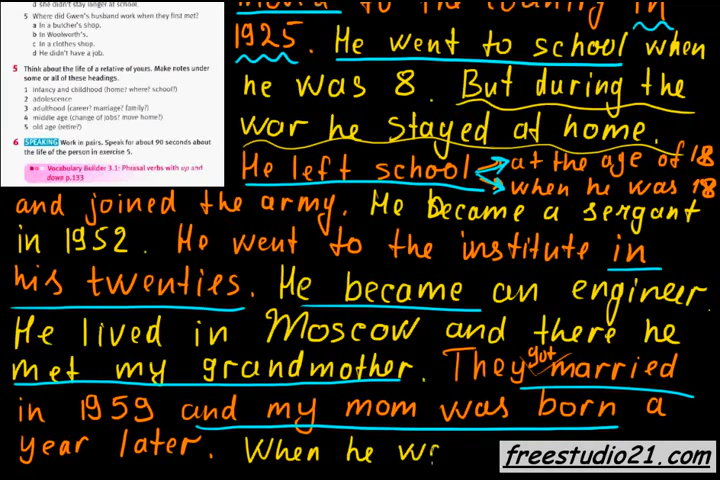 d She didn't stay longer at school.
5 Where did Gwen's husband work when they first met?
a In a butcher's shop.
b In Woolworth's.
c In a clothes shop.
d He didn't have a job.
5 Think about the life of a relative of yours. Make notes under
some or all of these headings.
1 infancy and childhood (home? where? school?)
2 adolescence
3 adulthood (career? marriage? family?)
4 middle age (change of jobs? move home?)
5 old age (retire?)
6 SPEAKING Work in pairs. Speak for about 90 seconds about
the life of the person in exercise 5.
Vocabulary Builder 3.1: Phrasal verbs with up and
down p.133
to the in
1925. He went to school when
he was 8. But during the
war he stayed at home.
He left school at the age of 18
when he was 18
and joined the army. He became a sergant
in 1952. He went to the institute in
his twenties. He became an engineer.
He lived in Moscow and there he
met my grandmother. They got married
in 1959 and my mom was born a
year later. When he w
freestudio21.com